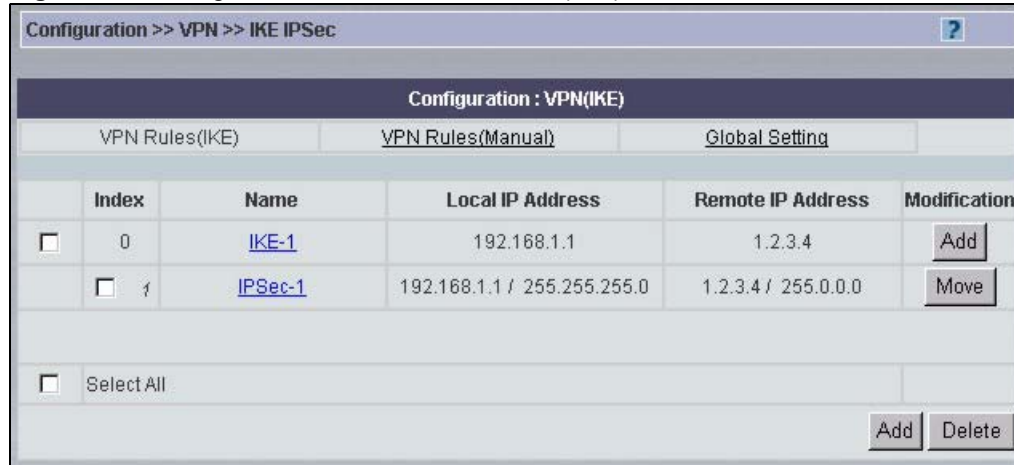 Configuration >> VPN >> IKE IPSec ?
Configuration : VPN(IKE)
VPN Rules(IKE) VPN Rules(Manual) Global Setting
Index Name Local IP Address Remote IP Address Modification
0 IKE-1 192.168.1.1 1.2.3.4 Add
1 IPSec-1 192.168.1.1 / 255.255.255.0 1.2.3.4 / 255.0.0.0 Move
Select All
Add Delete